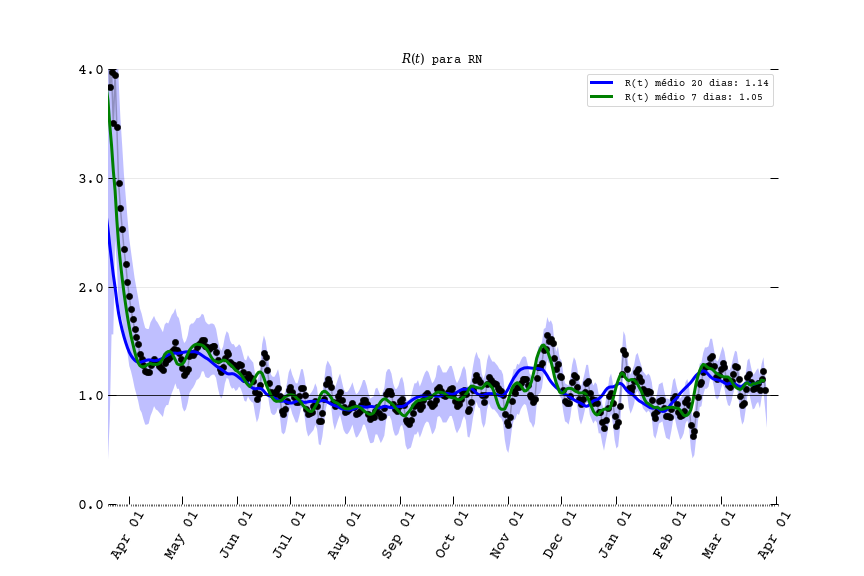 R(t) para RN
R(t) médio 20 dias: 1.14
R(t) médio 7 dias: 1.05
4.0
3.0
2.0
1.0
0.0
Apr 01
May 01
Jun 01
Jul 01
Aug 01
Sep 01
Oct 01
Nov 01
Dec 01
Jan 01
Feb 01
Mar 01
Apr 01